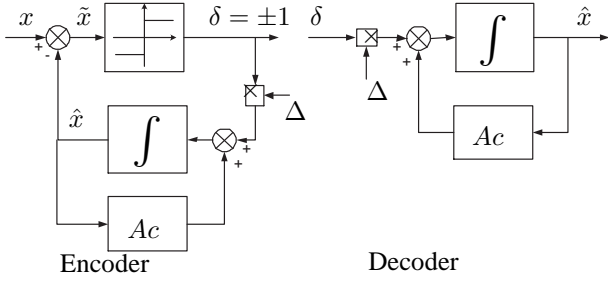 x
x̃
δ = ±1
+
-
Δ
x̂
∫
+
+
Ac
Encoder
δ
Δ
+
+
∫
x̂
Ac
Decoder